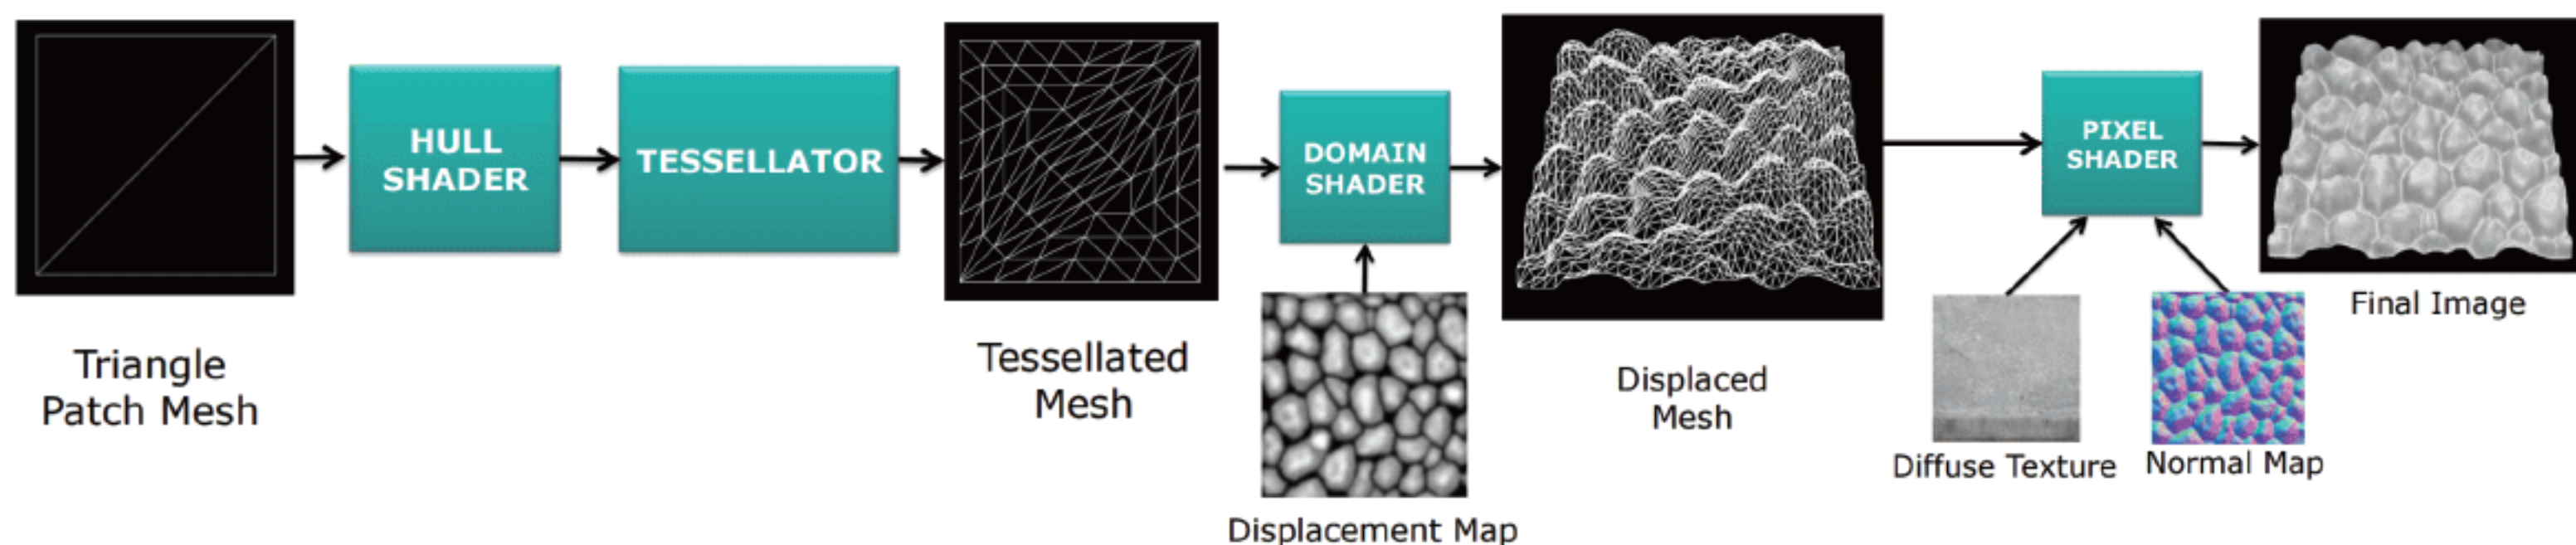 Triangle
Patch Mesh
HULL
SHADER
TESSELLATOR
Tessellated
Mesh
DOMAIN
SHADER
Displacement Map
Displaced
Mesh
PIXEL
SHADER
Diffuse Texture
Normal Map
Final Image